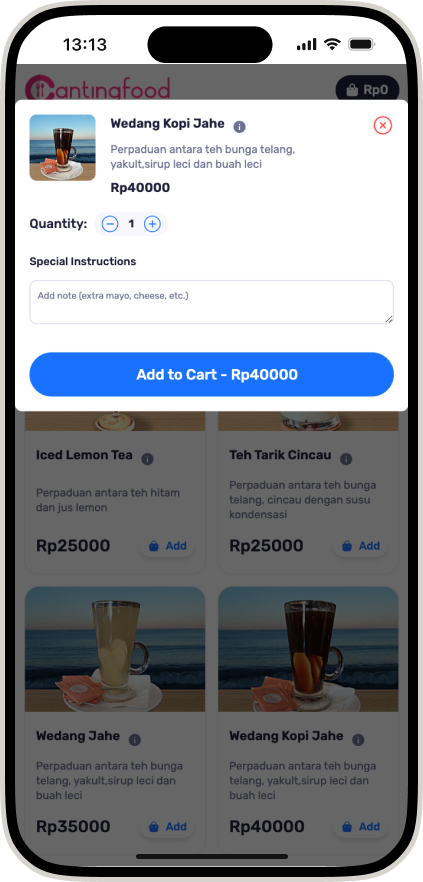 13:13
Cantingfood
Rp0
Wedang Kopi Jahe
Perpaduan antara teh bunga telang,
yakult,sirup leci dan buah leci
Rp40000
Quantity:
1
Special Instructions
Add note (extra mayo, cheese, etc.)
Add to Cart - Rp40000
Iced Lemon Tea
Perpaduan antara teh hitam
dan jus lemon
Rp25000
Add
Teh Tarik Cincau
Perpaduan antara teh bunga
telang, cincau dengan susu
kondensasi
Rp25000
Add
Wedang Jahe
Perpaduan antara teh bunga
telang, yakult,sirup leci dan
buah leci
Rp35000
Add
Wedang Kopi Jahe
Perpaduan antara teh bunga
telang, yakult,sirup leci dan
buah leci
Rp40000
Add